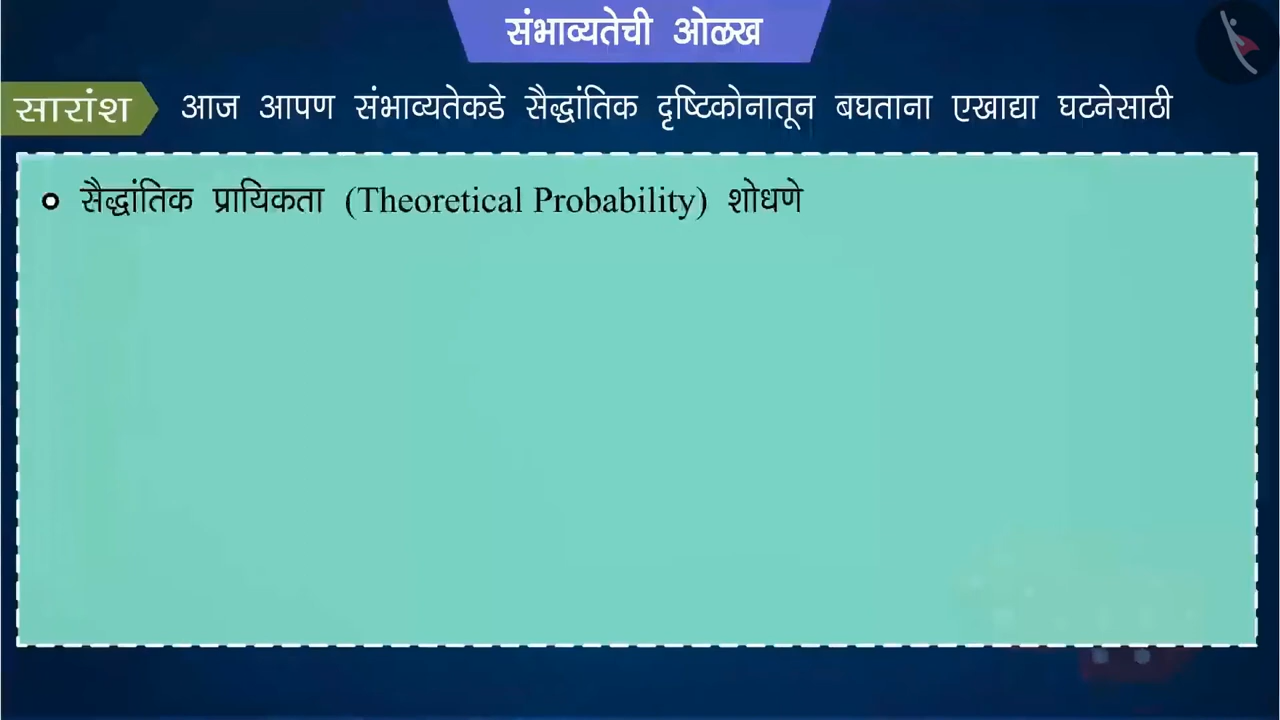 संभाव्यतेची ओळख
सारांश
आज आपण संभाव्यतेकडे सैद्धांतिक दृष्टिकोनातून बघताना एखाद्या घटनेसाठी
सैद्धांतिक प्रायिकता (Theoretical Probability) शोधणे